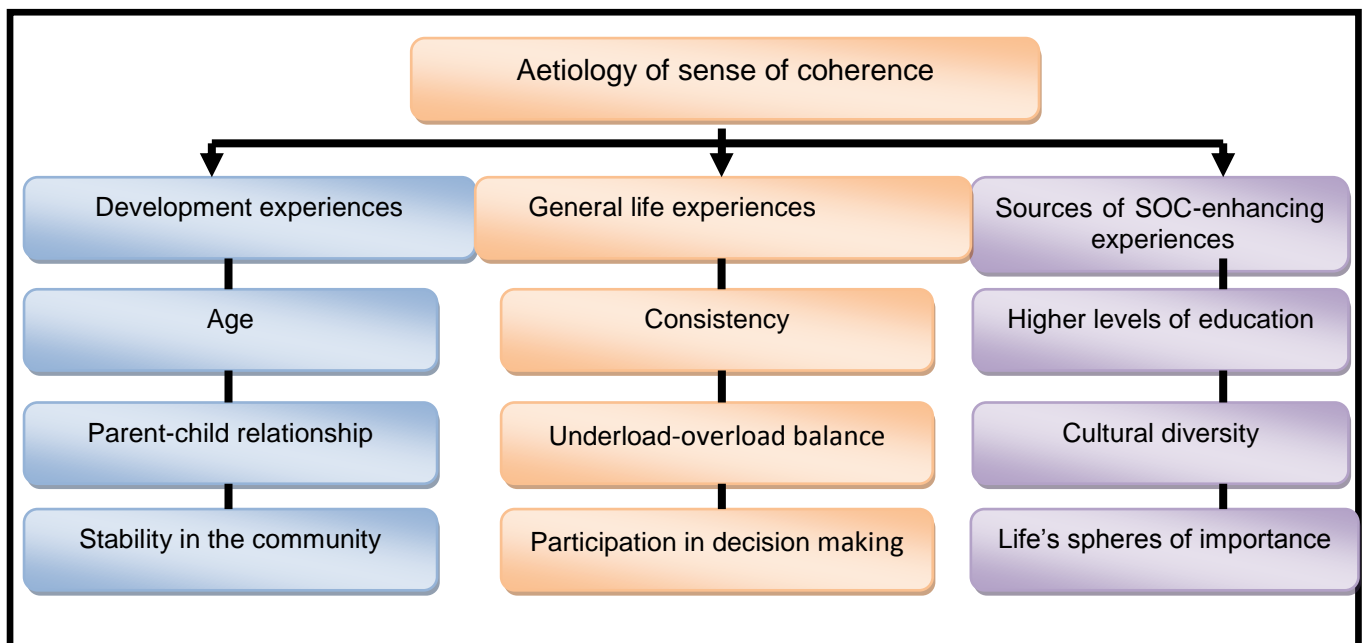 Aetiology of sense of coherence
Development experiences
General life experiences
Sources of SOC-enhancing
experiences
Age
Consistency
Higher levels of education
Parent-child relationship
Underload-overload balance
Cultural diversity
Stability in the community
Participation in decision making
Life's spheres of importance